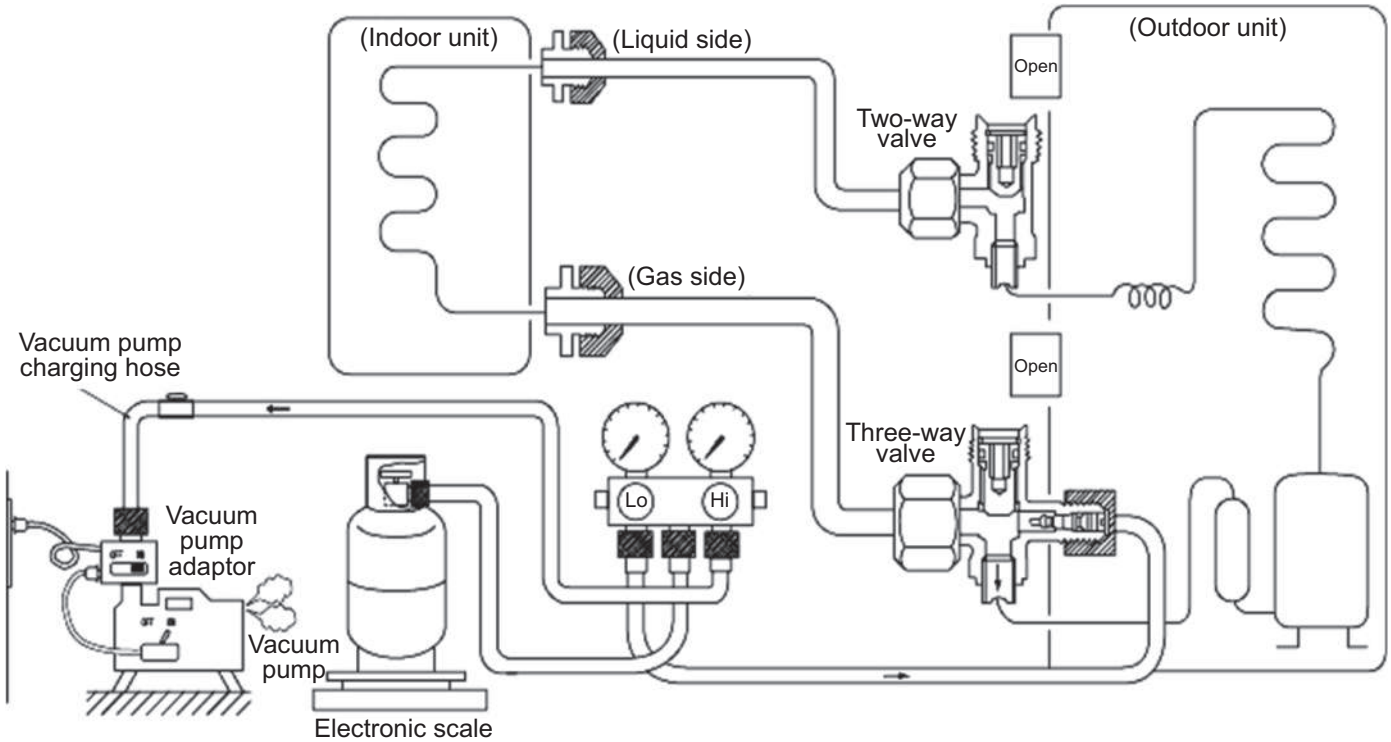 (Indoor unit)
(Liquid side)
(Outdoor unit)
Open
Two-way
valve
(Gas side)
Open
Vacuum pump
charging hose
Three-way
valve
Lo
Hi
Vacuum
pump
adaptor
Vacuum
pump
Electronic scale